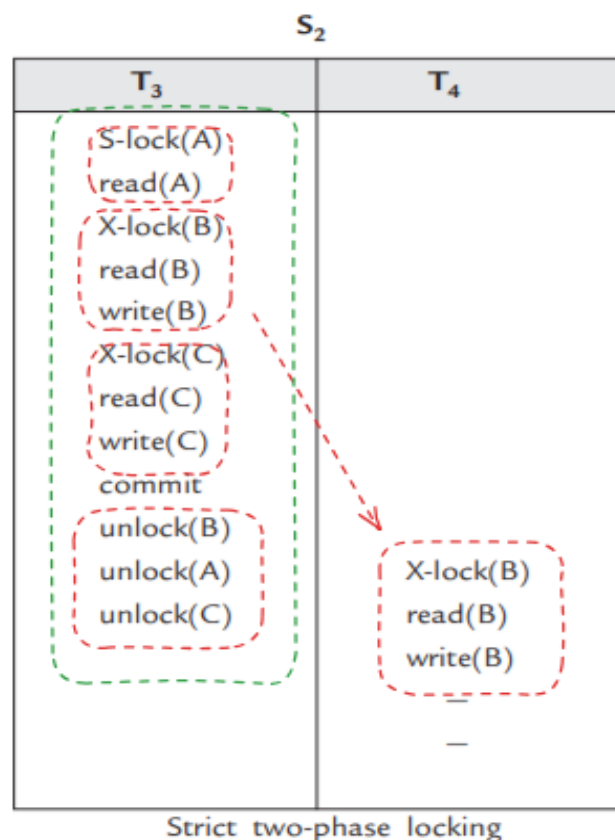 S₂
T₃ T₄
S-lock(A)
read(A)
X-lock(B)
read(B)
write(B)
X-lock(C)
read(C)
write(C)
commit
unlock(B)
unlock(A)
unlock(C)
X-lock(B)
read(B)
write(B)
—
—
Strict two-phase locking